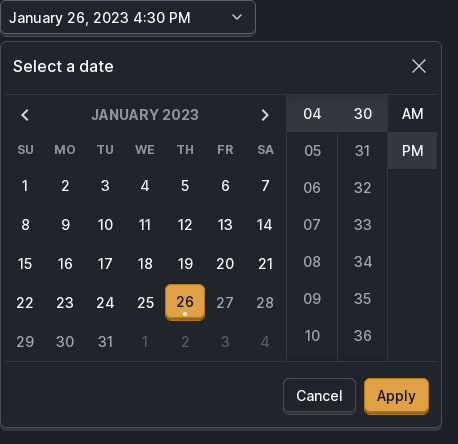 January 26, 2023 4:30 PM
Select a date
JANUARY 2023 04 30 AM
SU MO TU WE TH FR SA 05 31 PM
1 2 3 4 5 6 7 06 32
8 9 10 11 12 13 14 07 33
15 16 17 18 19 20 21 08 34
22 23 24 25 26 27 28 09 35
29 30 31 1 2 3 4 10 36
Cancel Apply